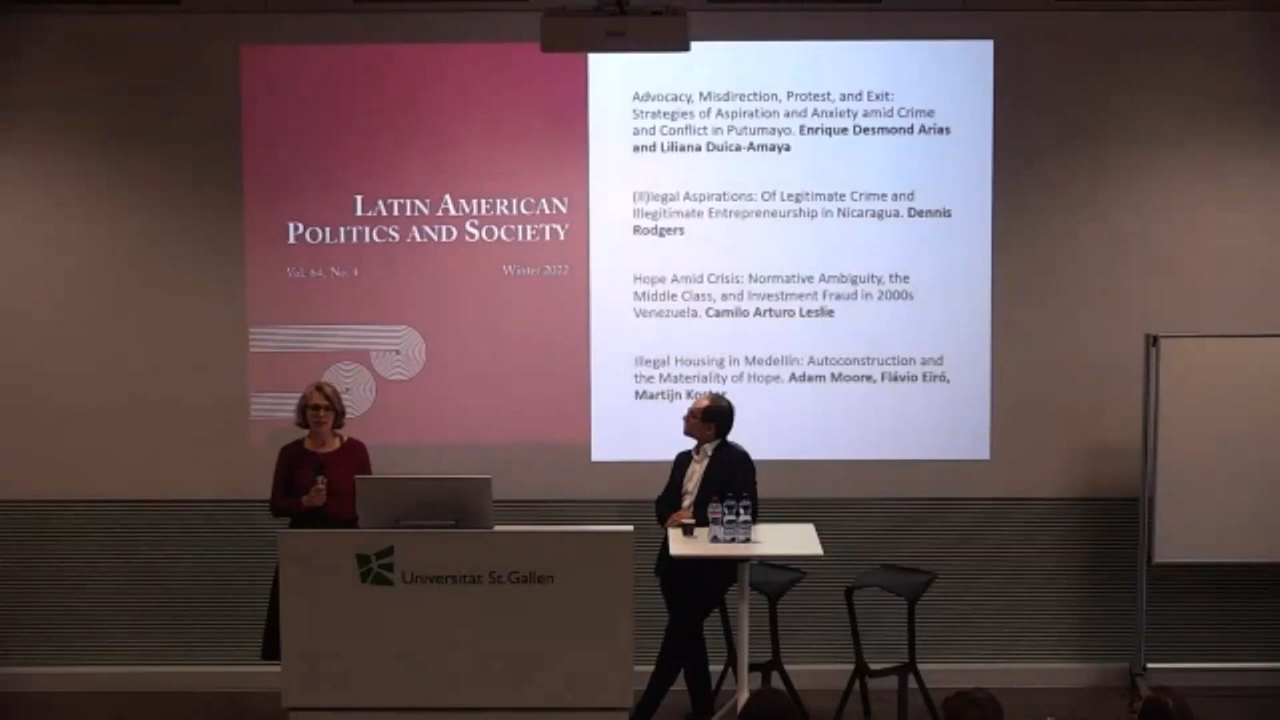 LATIN AMERICAN
POLITICS AND SOCIETY
Vol. 64, No. 4
Winter 2022
Advocacy, Misdirection, Protest, and Exit:
Strategies of Aspiration and Anxiety amid Crime
and Conflict in Putumayo. Enrique Desmond Arias
and Liliana Duica-Amaya
(Il)legal Aspirations: Of Legitimate Crime and
Illegitimate Entrepreneurship in Nicaragua. Dennis
Rodgers
Hope Amid Crisis: Normative Ambiguity, the
Middle Class, and Investment Fraud in 2000s
Venezuela. Camilo Arturo Leslie
Illegal Housing in Medellín: Autoconstruction and
the Materiality of Hope. Adam Moore, Flávio Eiró,
Martijn
Universität St.Gallen